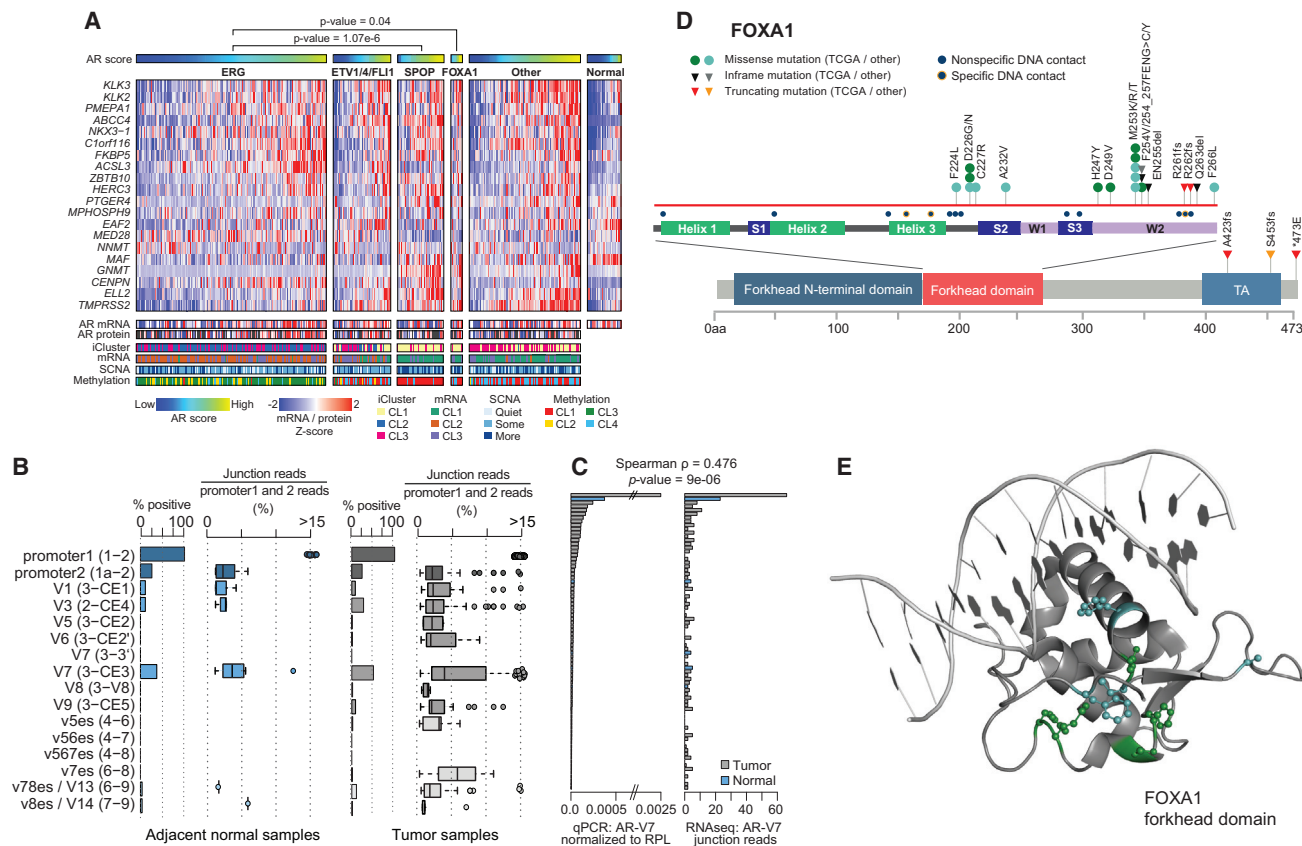 A
p-value = 0.04
p-value = 1.07e-6
AR score
ERG
ETV1/4/FLI1
SPOP
FOXA1
Other
Normal
KLK3
KLK2
PMEPA1
ABCC4
NKX3-1
C1orf116
FKBP5
ACSL3
ZBTB10
HERC3
PTGER4
MPHOSPH9
EAF2
MED28
NNMT
MAF
GNMT
CENPN
ELL2
TMPRSS2
AR mRNA
AR protein
iCluster
mRNA
SCNA
Methylation
Low High
AR score
-2 2
mRNA / protein
Z-score
iCluster
CL1
CL2
CL3
mRNA
CL1
CL2
CL3
SCNA
Quiet
Some
More
Methylation
CL1 CL3
CL2 CL4
B
Junction reads
promoter1 and 2 reads
(%)
% positive
0 100
0 >15
Junction reads
promoter1 and 2 reads
(%)
% positive
0 100
0 >15
promoter1 (1-2)
promoter2 (1a-2)
V1 (3-CE1)
V3 (2-CE4)
V5 (3-CE2)
V6 (3-CE2')
V7 (3-3')
V7 (3-CE3)
V8 (3-V8)
V9 (3-CE5)
v5es (4-6)
v56es (4-7)
v567es (4-8)
v7es (6-8)
v78es / V13 (6-9)
v8es / V14 (7-9)
Adjacent normal samples
Tumor samples
C
Spearman ρ = 0.476
p-value = 9e-06
Tumor
Normal
0.0 0.0005 0.0025
qPCR: AR-V7
normalized to RPL
0 20 40 60
RNAseq: AR-V7
junction reads
D
FOXA1
Missense mutation (TCGA / other)
Inframe mutation (TCGA / other)
Truncating mutation (TCGA / other)
Nonspecific DNA contact
Specific DNA contact
F224L
D226G/N
C227R
A232V
H247Y
D249V
M253K/R/T
F254V/254_257FENG>C/Y
EN255del
R261fs
R262fs
Q263del
F266L
Helix 1
S1
Helix 2
Helix 3
S2
W1
S3
W2
A423fs
S453fs
*473E
Forkhead N-terminal domain
Forkhead domain
TA
0aa 100 200 300 400 473
E
FOXA1
forkhead domain